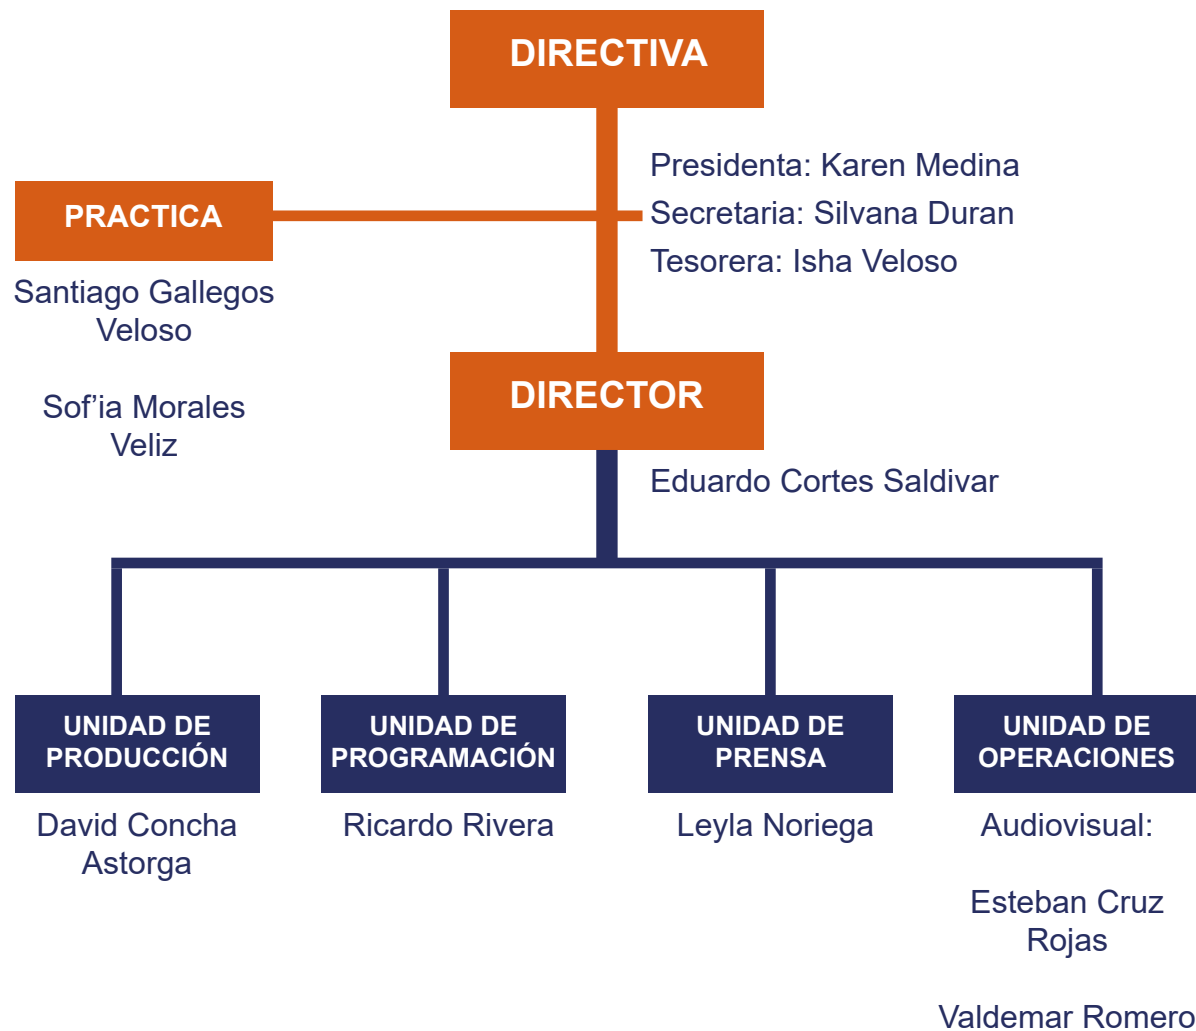 DIRECTIVA
Presidenta: Karen Medina
Secretaria: Silvana Duran
Tesorera: Isha Veloso
PRACTICA
Santiago Gallegos
Veloso
Sof’ia Morales
Veliz
DIRECTOR
Eduardo Cortes Saldivar
UNIDAD DE
PRODUCCIÓN
David Concha
Astorga
UNIDAD DE
PROGRAMACIÓN
Ricardo Rivera
UNIDAD DE
PRENSA
Leyla Noriega
UNIDAD DE
OPERACIONES
Audiovisual:
Esteban Cruz
Rojas
Valdemar Romero